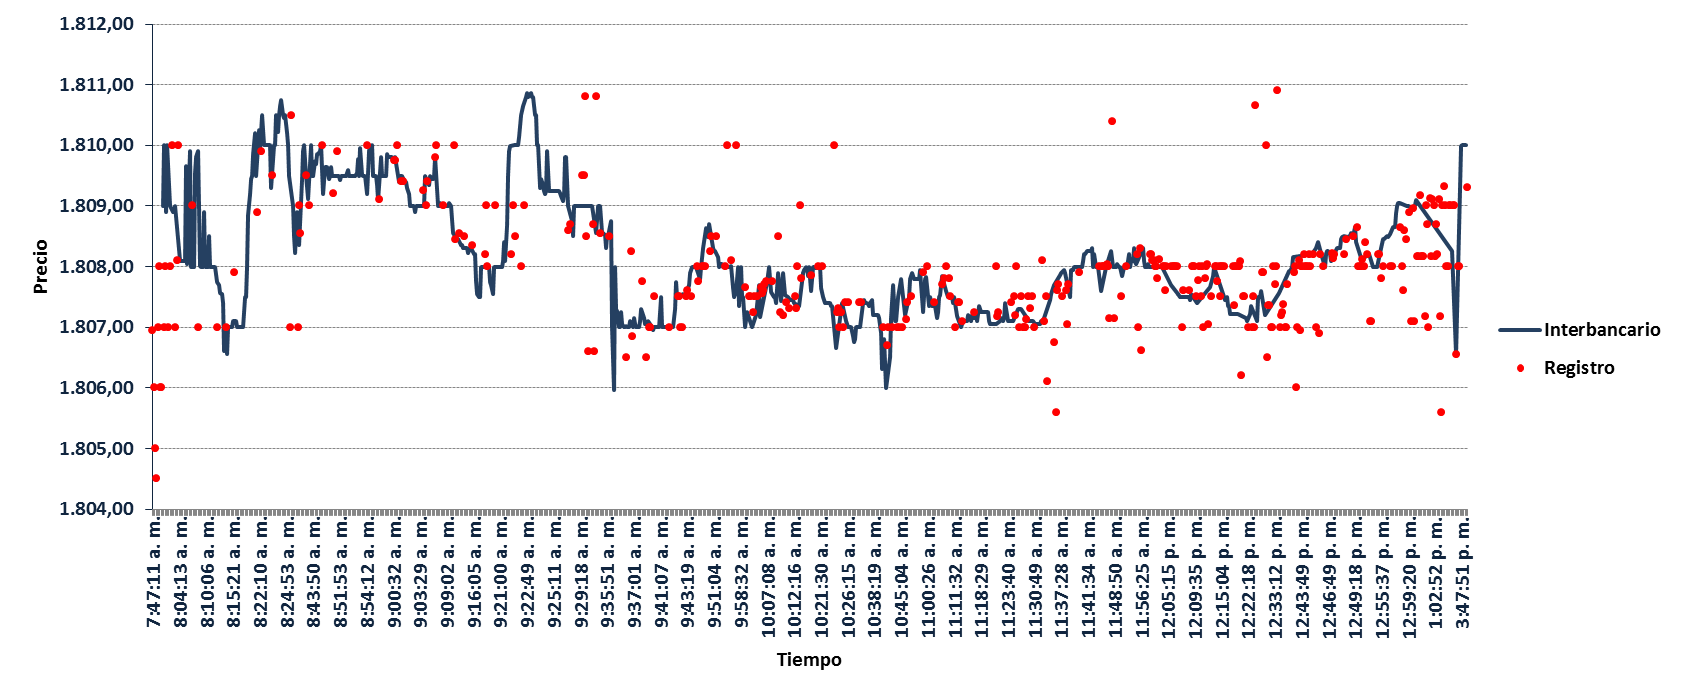 1.812,00
1.811,00
1.810,00
1.809,00
1.808,00
1.807,00
1.806,00
1.805,00
1.804,00
Precio
7:47:11 a. m.
8:04:13 a. m.
8:10:06 a. m.
8:15:21 a. m.
8:22:10 a. m.
8:24:53 a. m.
8:43:50 a. m.
8:51:53 a. m.
8:54:12 a. m.
9:00:32 a. m.
9:03:29 a. m.
9:09:02 a. m.
9:16:05 a. m.
9:21:00 a. m.
9:22:49 a. m.
9:25:31 a. m.
9:29:18 a. m.
9:35:51 a. m.
9:37:01 a. m.
9:41:07 a. m.
9:43:19 a. m.
9:51:04 a. m.
9:58:32 a. m.
10:07:08 a. m.
10:12:16 a. m.
10:21:30 a. m.
10:26:15 a. m.
10:38:19 a. m.
10:45:04 a. m.
11:00:26 a. m.
11:11:32 a. m.
11:18:29 a. m.
11:23:40 a. m.
11:30:49 a. m.
11:37:28 a. m.
11:41:34 a. m.
11:48:50 a. m.
11:56:25 a. m.
12:05:15 p. m.
12:09:35 p. m.
12:15:04 p. m.
12:22:18 p. m.
12:33:12 p. m.
12:43:49 p. m.
12:46:49 p. m.
12:49:18 p. m.
12:55:37 p. m.
12:59:20 p. m.
1:02:52 p. m.
3:47:51 p. m.
Tiempo
Interbancario
Registro